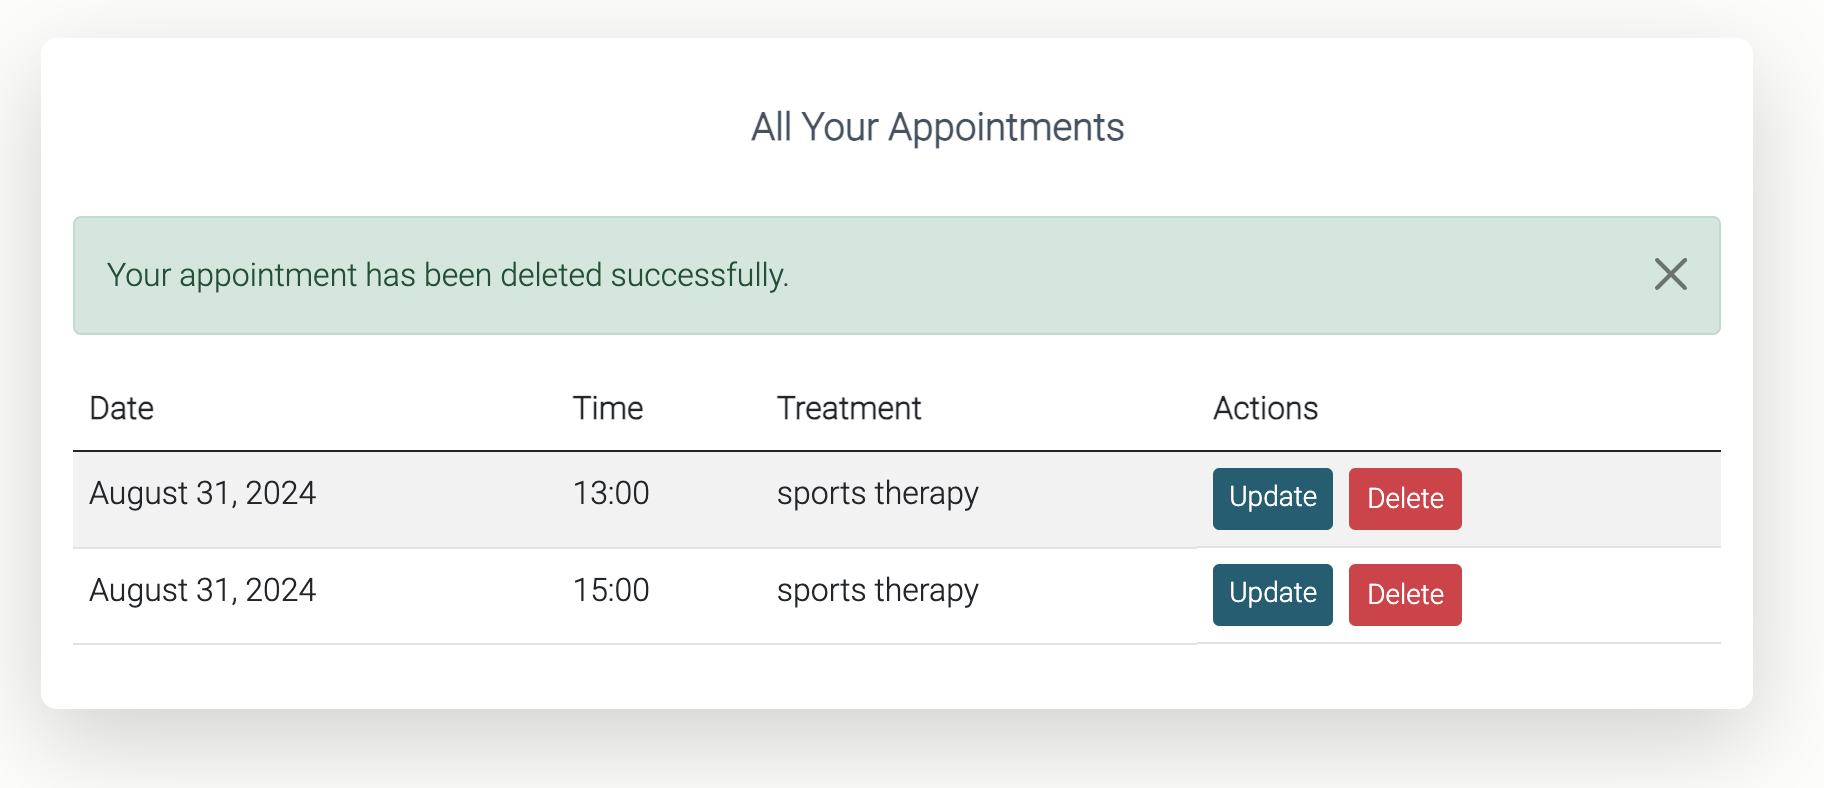 All Your Appointments
Your appointment has been deleted successfully.
Date Time Treatment Actions
August 31, 2024 13:00 sports therapy Update Delete
August 31, 2024 15:00 sports therapy Update Delete